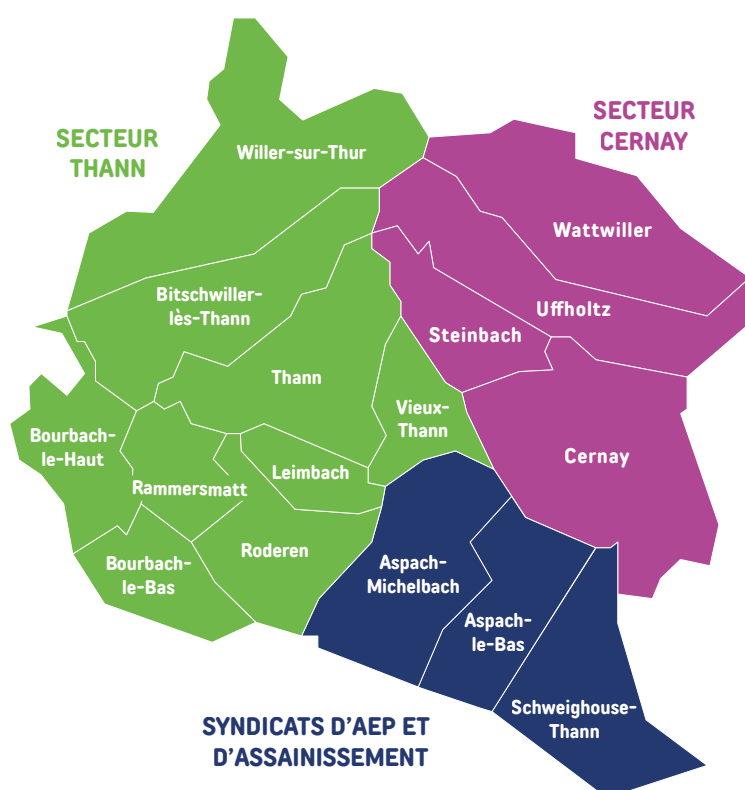 SECTEUR
THANN
SECTEUR
CERNAY
Willer-sur-Thur
Wattwiller
Bitschwiller-
lès-Thann
Uffholtz
Steinbach
Thann
Vieux-
Thann
Bourbach-
le-Haut
Cernay
Leimbach
Rammersmatt
Roderen
Bourbach-
le-Bas
Aspach-
Michelbach
Aspach-
le-Bas
Schweighouse-
Thann
SYNDICATS D'AEP ET
D'ASSAINISSEMENT